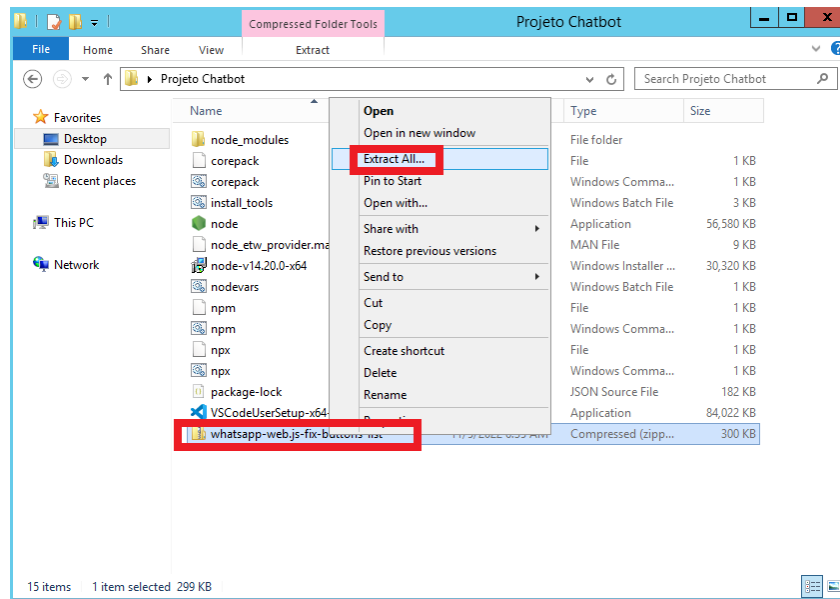 Compressed Folder Tools
Projeto Chatbot
File Home Share View Extract
Projeto Chatbot
Search Projeto Chatbot
Favorites
Desktop
Downloads
Recent places
This PC
Network
Name Type Size
node_modules File folder
corepack File 1 KB
corepack Windows Comma... 1 KB
install_tools Windows Batch File 3 KB
node Application 56,580 KB
node_etw_provider.ma MAN File 9 KB
node-v14.20.0-x64 Windows Installer ... 30,320 KB
nodevars Windows Batch File 1 KB
npm File 1 KB
npm Windows Comma... 1 KB
npx File 1 KB
npx Windows Comma... 1 KB
package-lock JSON Source File 182 KB
VSCodeUserSetup-x64- Application 84,022 KB
whatsapp-web.js-fix-buttons-list Compressed (zipp... 300 KB
Open
Open in new window
Extract All...
Pin to Start
Open with...
Share with
Restore previous versions
Send to
Cut
Copy
Create shortcut
Delete
Rename
15 items 1 item selected 299 KB